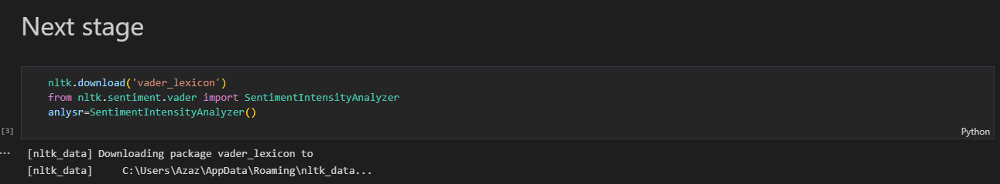 Next stage
nltk.download('vader_lexicon')
from nltk.sentiment.vader import SentimentIntensityAnalyzer
anlysr=SentimentIntensityAnalyzer()
[3]
Python
... [nltk_data] Downloading package vader_lexicon to
[nltk_data]     C:\Users\Azaz\AppData\Roaming\nltk_data...